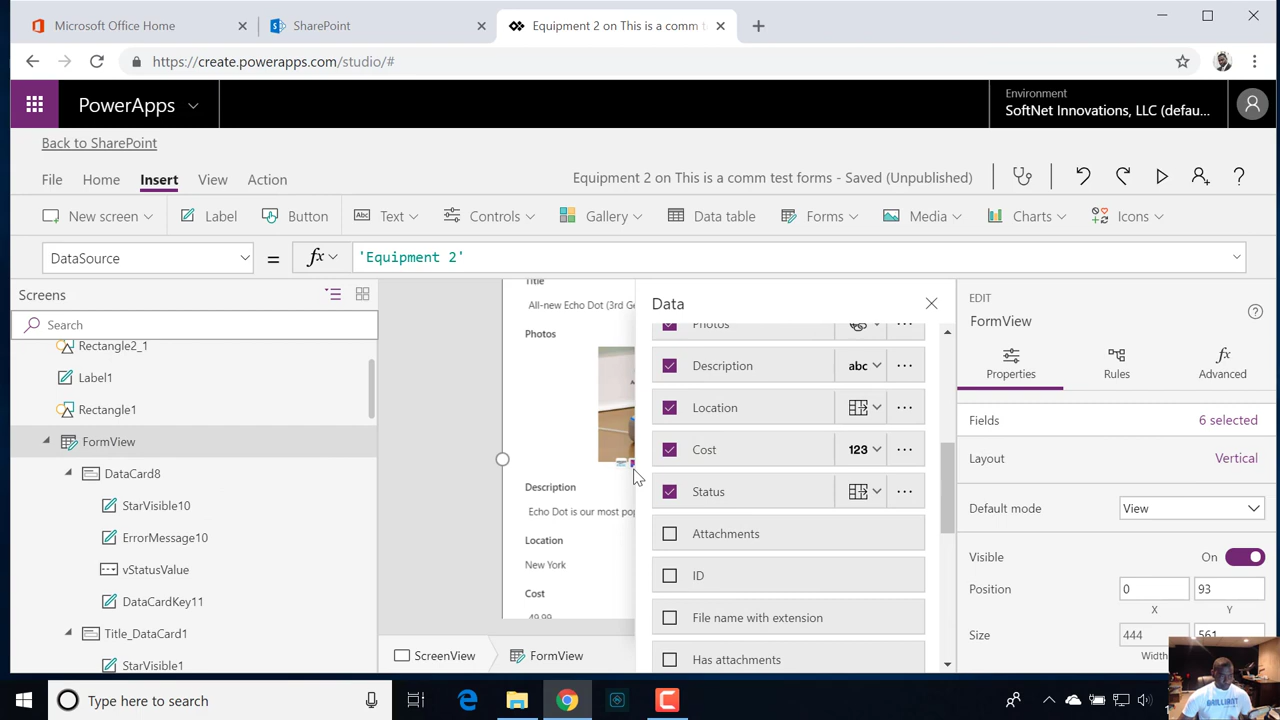 Microsoft Office Home
SharePoint
Equipment 2 on This is a comm t
https://create.powerapps.com/studio/#
PowerApps
Environment
SoftNet Innovations, LLC (defau...
Back to SharePoint
File Home Insert View Action
Equipment 2 on This is a comm test forms - Saved (Unpublished)
New screen Label Button Abc Text Controls Gallery Data table Forms Media Charts Icons
DataSource = fx 'Equipment 2'
Screens
Search
Rectangle2_1
Label1
Rectangle1
FormView
DataCard8
StarVisible10
ErrorMessage10
vStatusValue
DataCardKey11
Title_DataCard1
StarVisible1
Title
All-new Echo Dot (3rd Ge
Photos
Description
Echo Dot is our most pop
Location
New York
Cost
49.99
ScreenView
FormView
Data
Photos
Description abc
Location
Cost 123
Status
Attachments
ID
File name with extension
Has attachments
EDIT
FormView
Properties
Rules
fx
Advanced
Fields 6 selected
Layout Vertical
Default mode View
Visible On
Position 0 93
X Y
Size 444 561
Width
Type here to search
BRILLIANT